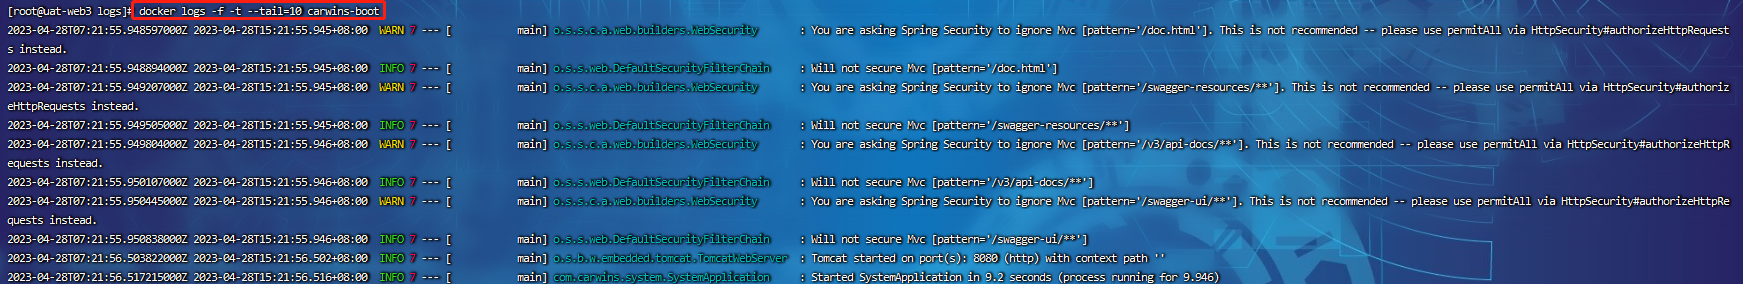 [root@uat-web3 logs]# docker logs -f -t --tail=10 carwins-boot
2023-04-28T07:21:55.948597000Z 2023-04-28T15:21:55.945+08:00  WARN 7 --- [           main] o.s.s.c.a.web.builders.WebSecurity       : You are asking Spring Security to ignore Mvc [pattern='/doc.html']. This is not recommended -- please use permitAll via HttpSecurity#authorizeHttpRequest
s instead.
2023-04-28T07:21:55.948894000Z 2023-04-28T15:21:55.945+08:00  INFO 7 --- [           main] o.s.s.web.DefaultSecurityFilterChain     : Will not secure Mvc [pattern='/doc.html']
2023-04-28T07:21:55.949207000Z 2023-04-28T15:21:55.945+08:00  WARN 7 --- [           main] o.s.s.c.a.web.builders.WebSecurity       : You are asking Spring Security to ignore Mvc [pattern='/swagger-resources/**']. This is not recommended -- please use permitAll via HttpSecurity#authoriz
eHttpRequests instead.
2023-04-28T07:21:55.949505000Z 2023-04-28T15:21:55.945+08:00  INFO 7 --- [           main] o.s.s.web.DefaultSecurityFilterChain     : Will not secure Mvc [pattern='/swagger-resources/**']
2023-04-28T07:21:55.949804000Z 2023-04-28T15:21:55.946+08:00  WARN 7 --- [           main] o.s.s.c.a.web.builders.WebSecurity       : You are asking Spring Security to ignore Mvc [pattern='/v3/api-docs/**']. This is not recommended -- please use permitAll via HttpSecurity#authorizeHttpR
equests instead.
2023-04-28T07:21:55.950107000Z 2023-04-28T15:21:55.946+08:00  INFO 7 --- [           main] o.s.s.web.DefaultSecurityFilterChain     : Will not secure Mvc [pattern='/v3/api-docs/**']
2023-04-28T07:21:55.950445000Z 2023-04-28T15:21:55.946+08:00  WARN 7 --- [           main] o.s.s.c.a.web.builders.WebSecurity       : You are asking Spring Security to ignore Mvc [pattern='/swagger-ui/**']. This is not recommended -- please use permitAll via HttpSecurity#authorizeHttpRe
quests instead.
2023-04-28T07:21:55.950838000Z 2023-04-28T15:21:55.946+08:00  INFO 7 --- [           main] o.s.s.web.DefaultSecurityFilterChain     : Will not secure Mvc [pattern='/swagger-ui/**']
2023-04-28T07:21:56.503822000Z 2023-04-28T15:21:56.502+08:00  INFO 7 --- [           main] o.s.b.w.embedded.tomcat.TomcatWebServer  : Tomcat started on port(s): 8080 (http) with context path ''
2023-04-28T07:21:56.517215000Z 2023-04-28T15:21:56.516+08:00  INFO 7 --- [           main] com.carwins.system.SystemApplication     : Started SystemApplication in 9.2 seconds (process running for 9.946)